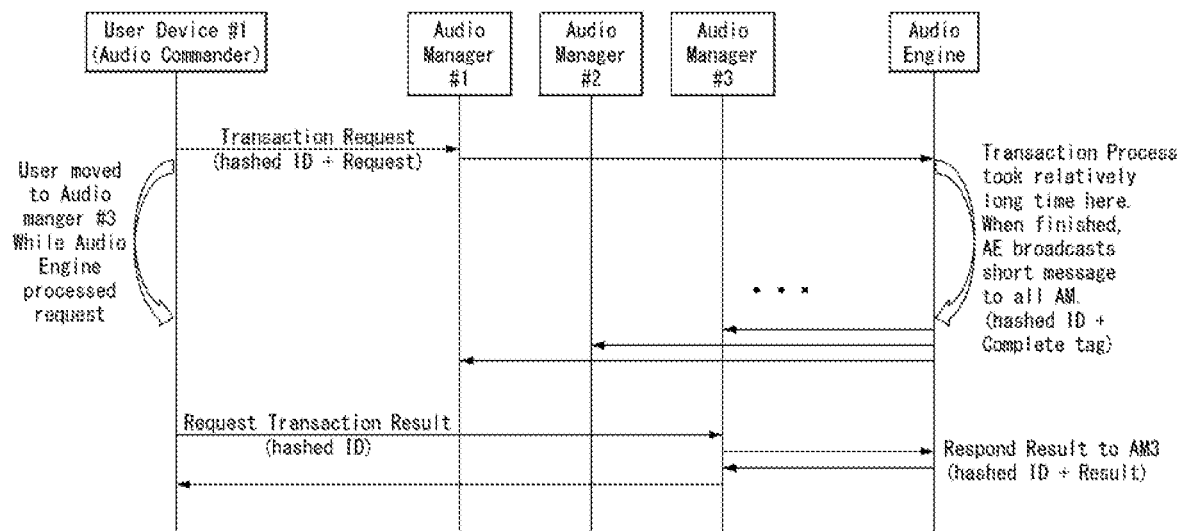 User Device #1
(Audio Commander)
Audio
Manager
#1
Audio
Manager
#2
Audio
Manager
#3
Audio
Engine
Transaction Request
(hashed ID + Request)
User moved
to Audio
manger #3
While Audio
Engine
processed
request
Transaction Process
took relatively
long time here.
When finished,
AE broadcasts
short message
to all AM.
(hashed ID +
Complete tag)
Request Transaction Result
(hashed ID)
Respond Result to AM3
(hashed ID + Result)